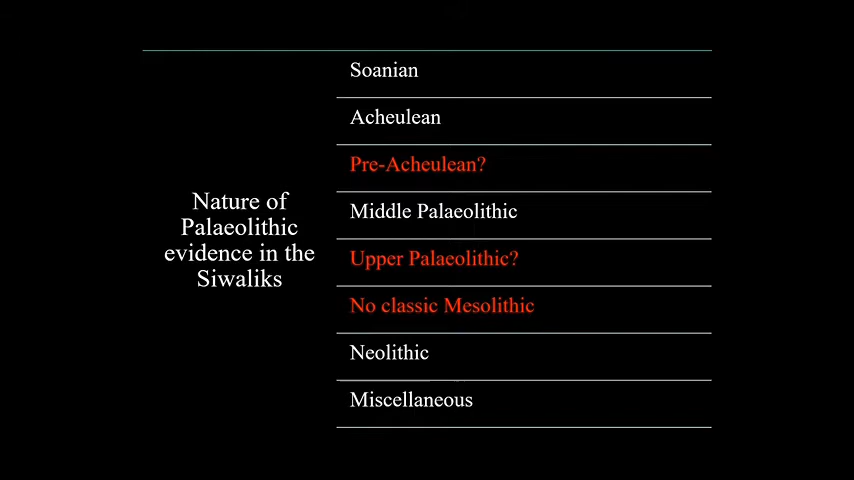 Nature of
Palaeolithic
evidence in the
Siwaliks
Soanian
Acheulean
Pre-Acheulean?
Middle Palaeolithic
Upper Palaeolithic?
No classic Mesolithic
Neolithic
Miscellaneous